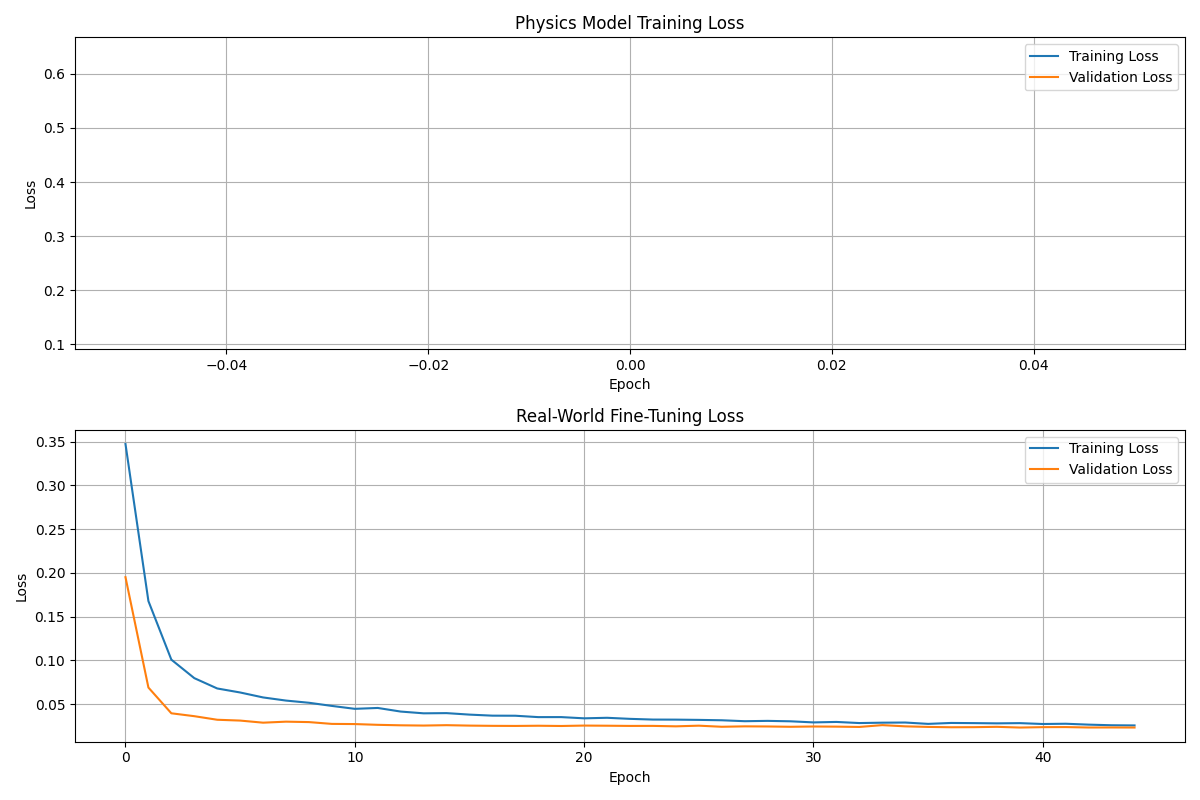 Physics Model Training Loss
Training Loss
Validation Loss
0.6
0.5
0.4
0.3
0.2
0.1
Loss
−0.04
−0.02
0.00
0.02
0.04
Epoch
Real-World Fine-Tuning Loss
Training Loss
Validation Loss
0.35
0.30
0.25
0.20
0.15
0.10
0.05
Loss
0
10
20
30
40
Epoch